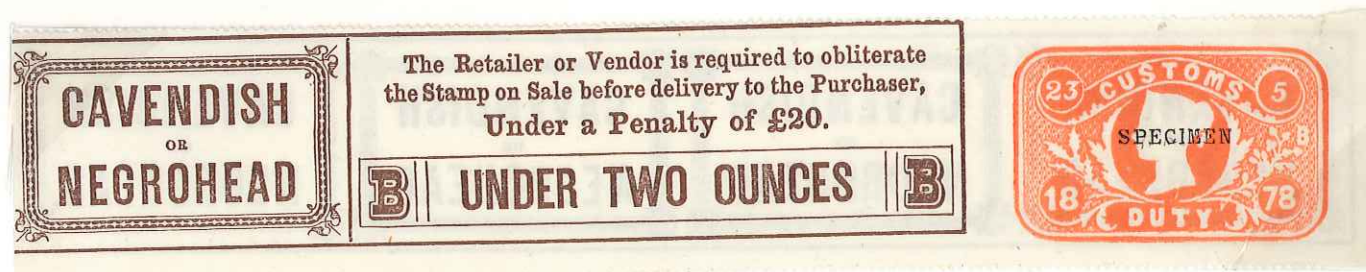 CAVENDISH
OR
NEGROHEAD
The Retailer or Vendor is required to obliterate
the Stamp on Sale before delivery to the Purchaser,
Under a Penalty of £20.
B UNDER TWO OUNCES B
23 CUSTOMS 5
SPECIMEN
B
18 DUTY 78